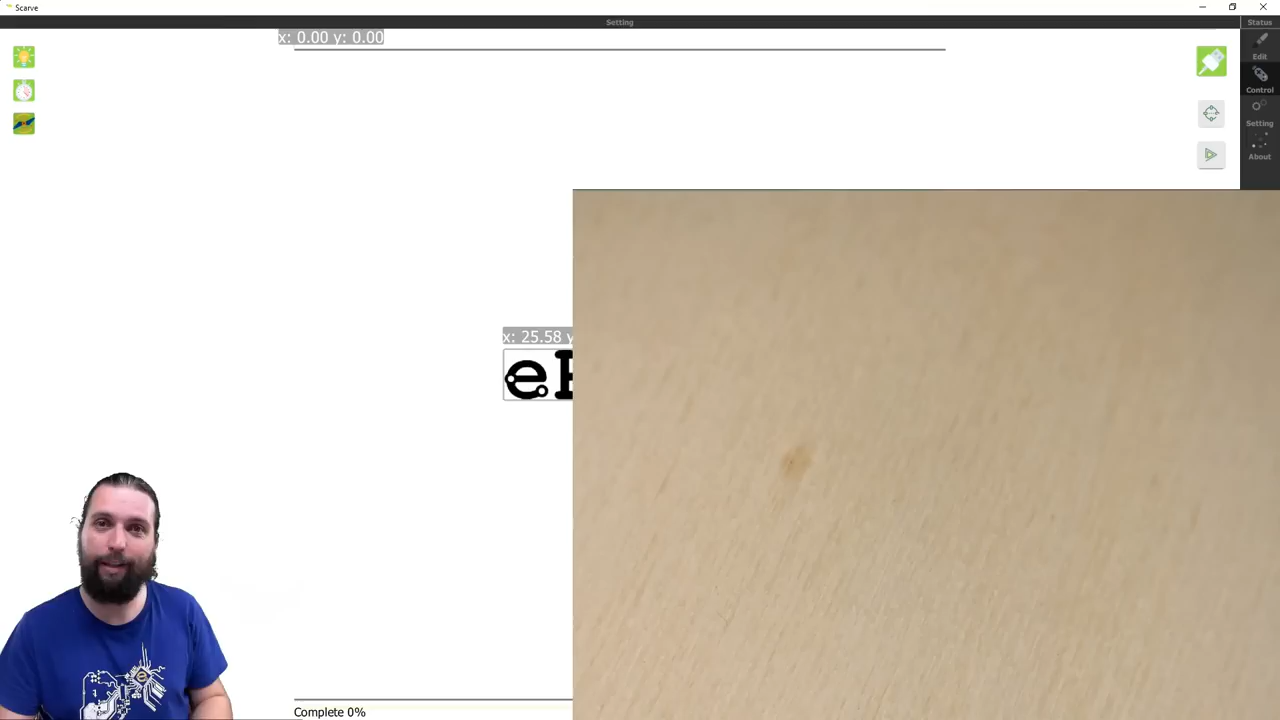 Scarve
Setting
Status
x: 0.00 y: 0.00
Edit
Control
Setting
About
x: 25.58 y
e
Complete 0%